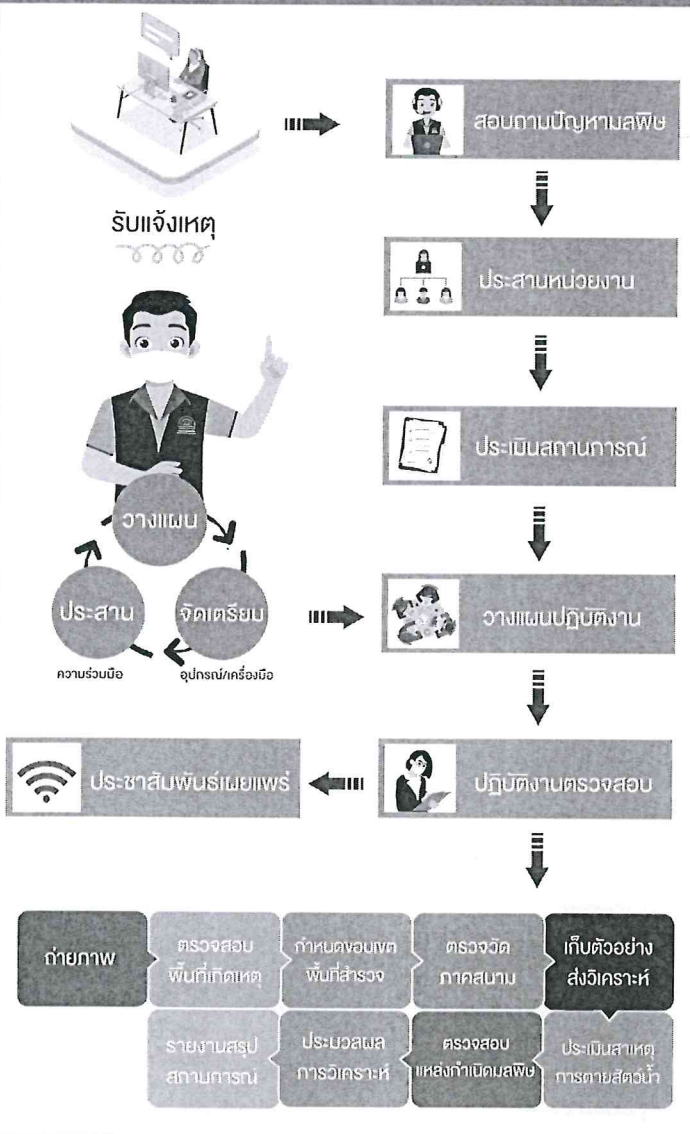 รับแจ้งเหตุ
สอบถามปัญหามลพิษ
ประสานหน่วยงาน
ประเมินสถานการณ์
วางแผน
ประสาน
จัดเตรียม
ความร่วมมือ
อุปกรณ์/เครื่องมือ
วางแผนปฏิบัติงาน
ปฏิบัติงานตรวจสอบ
ประชาสัมพันธ์เผยแพร่
ถ่ายภาพ
ตรวจสอบ
พื้นที่เกิดเหตุ
กำหนดขอบเขต
พื้นที่สำรวจ
ตรวจวัด
ภาคสนาม
เก็บตัวอย่าง
ส่งวิเคราะห์
ประเมินสาเหตุ
การตายสัตว์น้ำ
ตรวจสอบ
แหล่งกำเนิดมลพิษ
ประมวลผล
การวิเคราะห์
รายงานสรุป
สถานการณ์